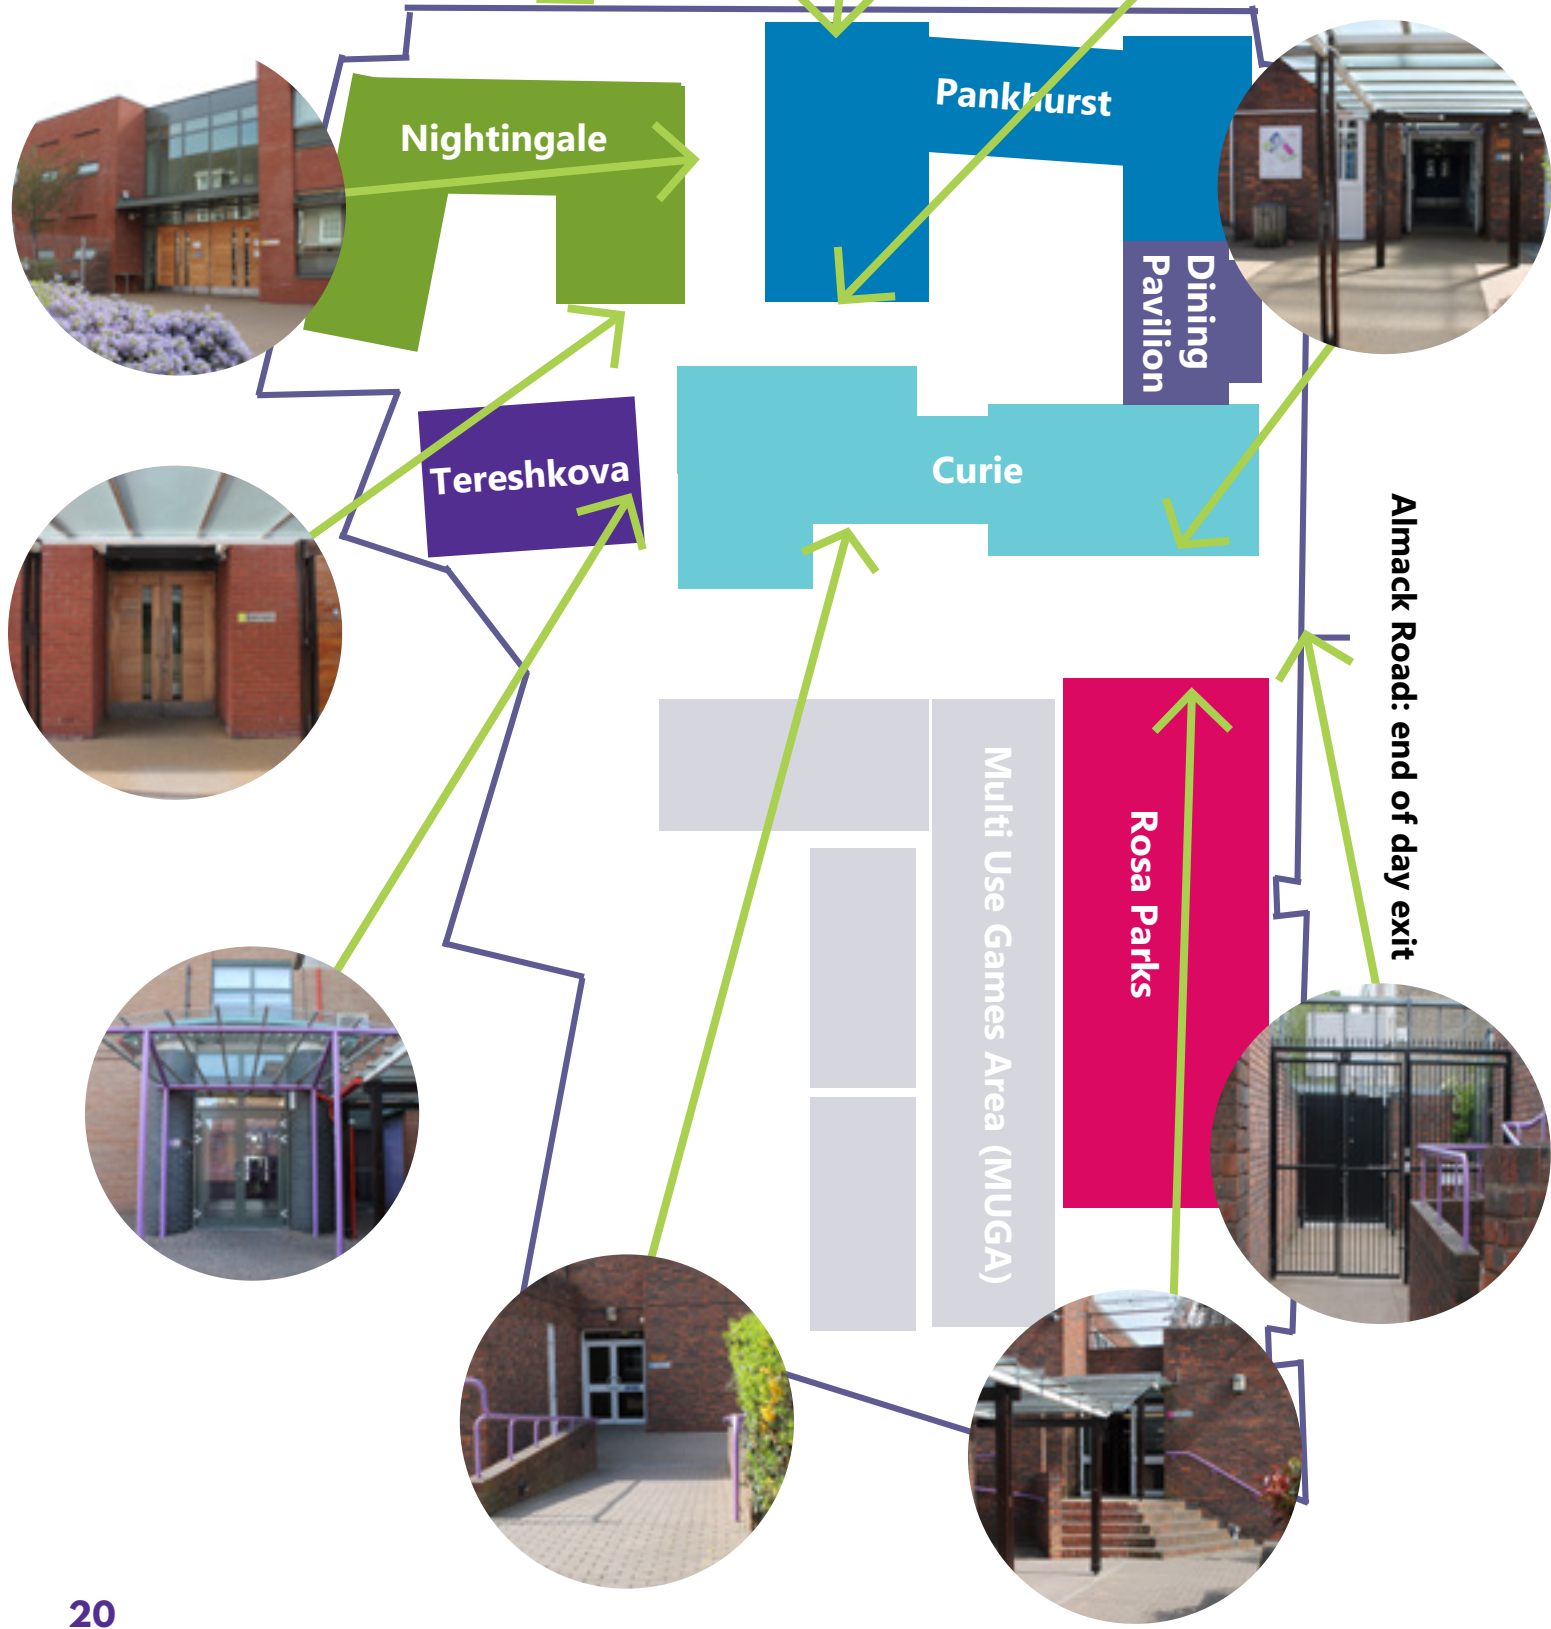 Pankhurst
Nightingale
Dining
Pavilion
Tereshkova
Curie
Almack Road: end of day exit
Multi Use Games Area (MUGA)
Rosa Parks
20